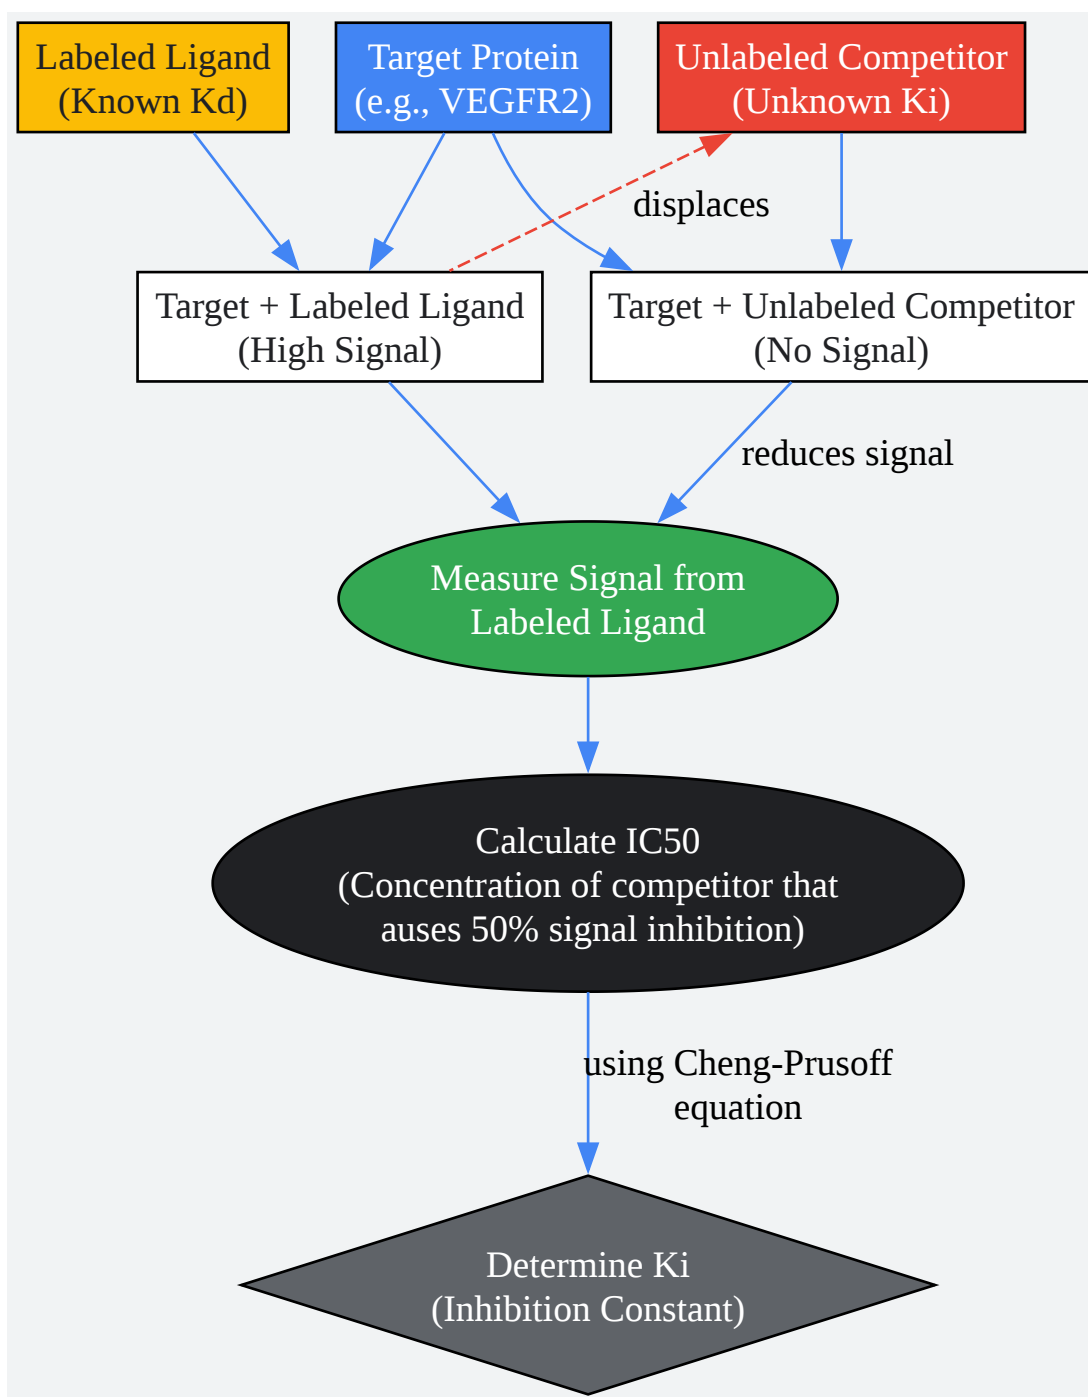 Labeled Ligand
(Known Kd)
Target Protein
(e.g., VEGFR2)
Unlabeled Competitor
(Unknown Ki)
displaces
Target + Labeled Ligand
(High Signal)
Target + Unlabeled Competitor
(No Signal)
reduces signal
Measure Signal from
Labeled Ligand
Calculate IC50
(Concentration of competitor that
auses 50% signal inhibition)
using Cheng-Prusoff
equation
Determine Ki
(Inhibition Constant)